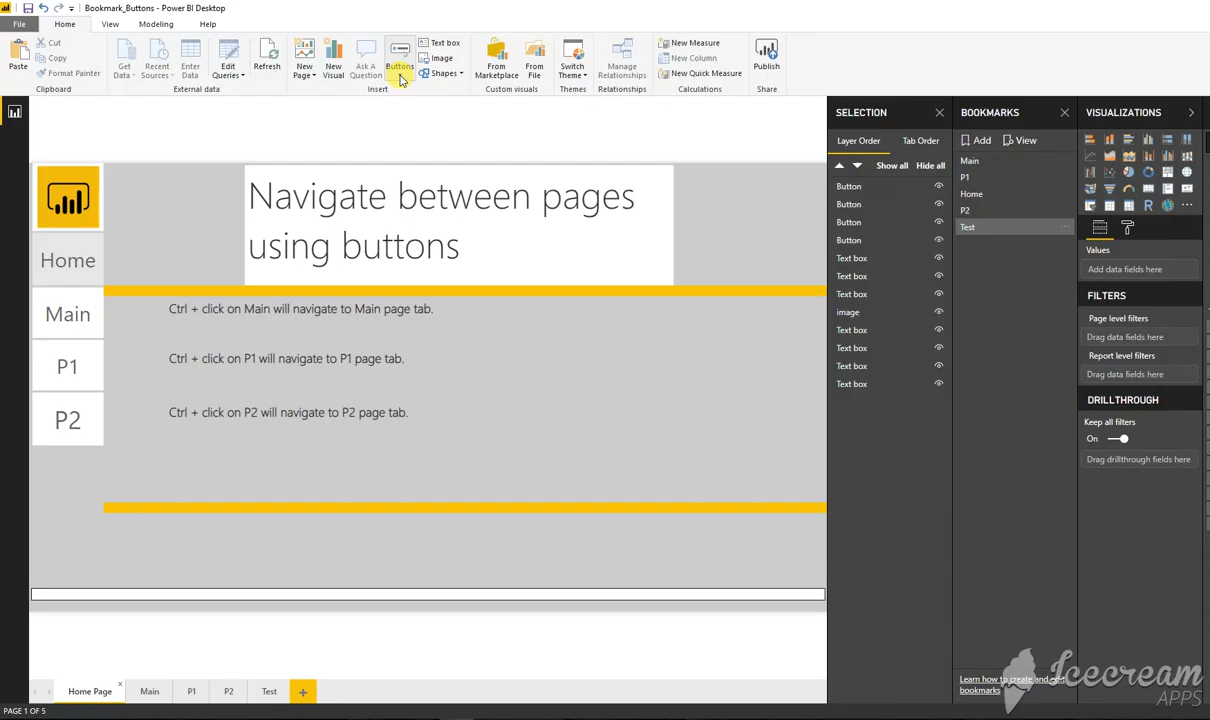 Bookmark_Buttons - Power BI Desktop
File Home View Modeling Help
Paste
Cut
Copy
Format Painter
Clipboard
Get Data
Recent Sources
Enter Data
Edit Queries
Refresh
External data
New Page
New Visual
Ask A Question
Buttons
Text box
Image
Shapes
Insert
From Marketplace
From File
Custom visuals
Switch Theme
Themes
Manage Relationships
Relationships
New Measure
New Column
New Quick Measure
Calculations
Publish
Share
Navigate between pages
using buttons
Home
Main
P1
P2
Ctrl + click on Main will navigate to Main page tab.
Ctrl + click on P1 will navigate to P1 page tab.
Ctrl + click on P2 will navigate to P2 page tab.
SELECTION
Layer Order Tab Order
Show all Hide all
Button
Button
Button
Button
Text box
Text box
Text box
image
Text box
Text box
Text box
Text box
BOOKMARKS
Add View
Main
P1
Home
P2
Test
Learn how to create and edit
bookmarks
VISUALIZATIONS
R
Values
Add data fields here
FILTERS
Page level filters
Drag data fields here
Report level filters
Drag data fields here
DRILLTHROUGH
Keep all filters
On
Drag drillthrough fields here
Home Page Main P1 P2 Test
PAGE 1 OF 5
Icecream
APPS